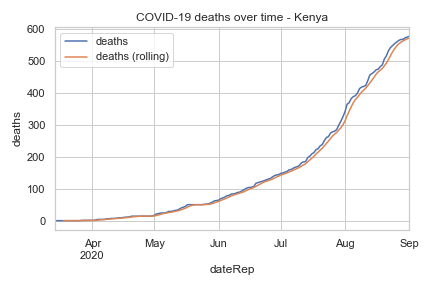 COVID-19 deaths over time - Kenya
deaths
deaths (rolling)
600
500
400
300
200
100
0
deaths
Apr
2020
May
Jun
Jul
Aug
Sep
dateRep